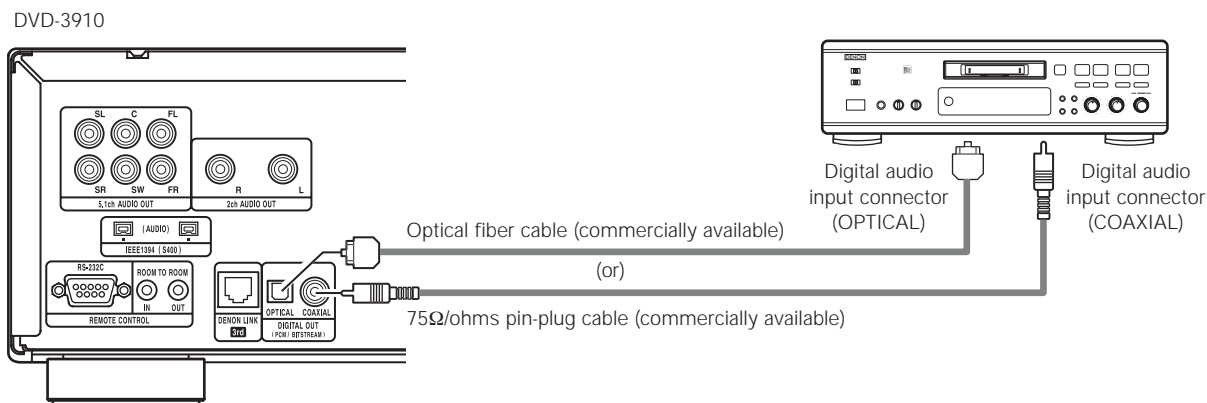 DVD-3910
SL C FL
SR SW FR
5.1ch AUDIO OUT
R L
2ch AUDIO OUT
(AUDIO)
IEEE1394 (S400)
RS-232C
ROOM TO ROOM
IN OUT
REMOTE CONTROL
DENON LINK
3rd
OPTICAL COAXIAL
DIGITAL OUT
(PCM / BITSTREAM)
Optical fiber cable (commercially available)
(or)
75Ω/ohms pin-plug cable (commercially available)
DENON
Digital audio
input connector
(OPTICAL)
Digital audio
input connector
(COAXIAL)